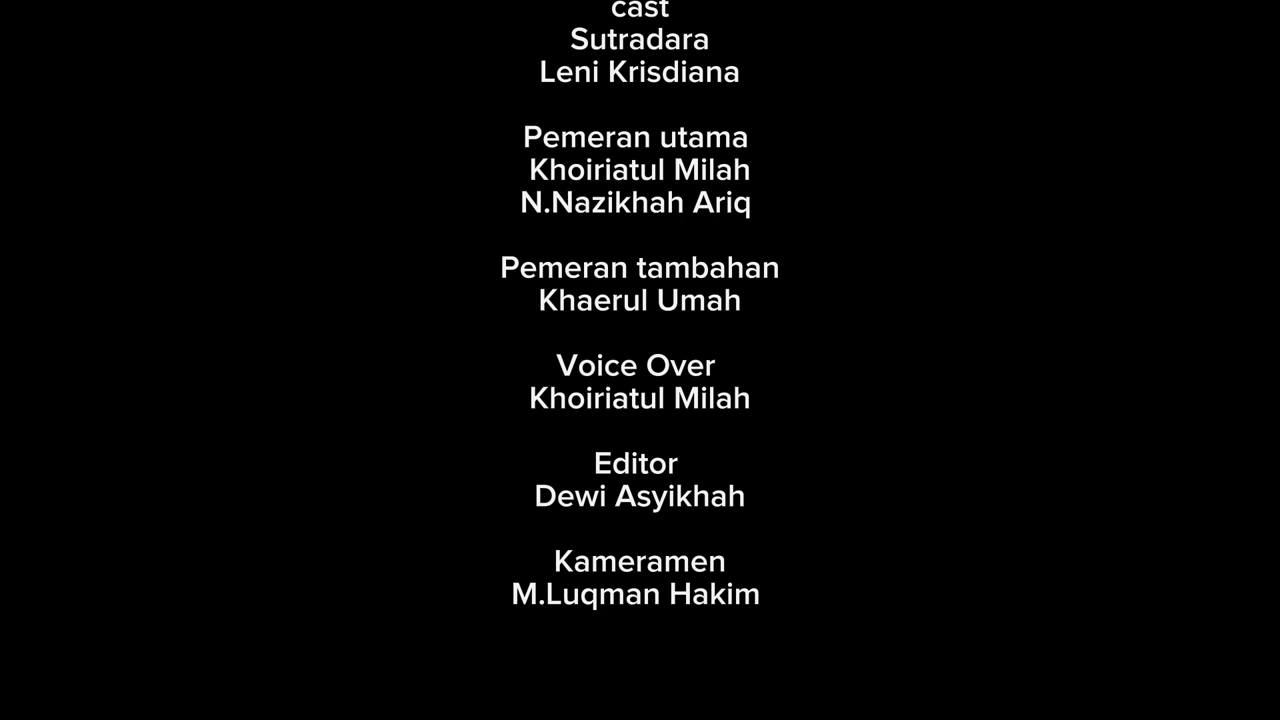 cast
Sutradara
Leni Krisdiana
Pemeran utama
Khoiriatul Milah
N.Nazikhah Ariq
Pemeran tambahan
Khaerul Umah
Voice Over
Khoiriatul Milah
Editor
Dewi Asyikhah
Kameramen
M.Luqman Hakim